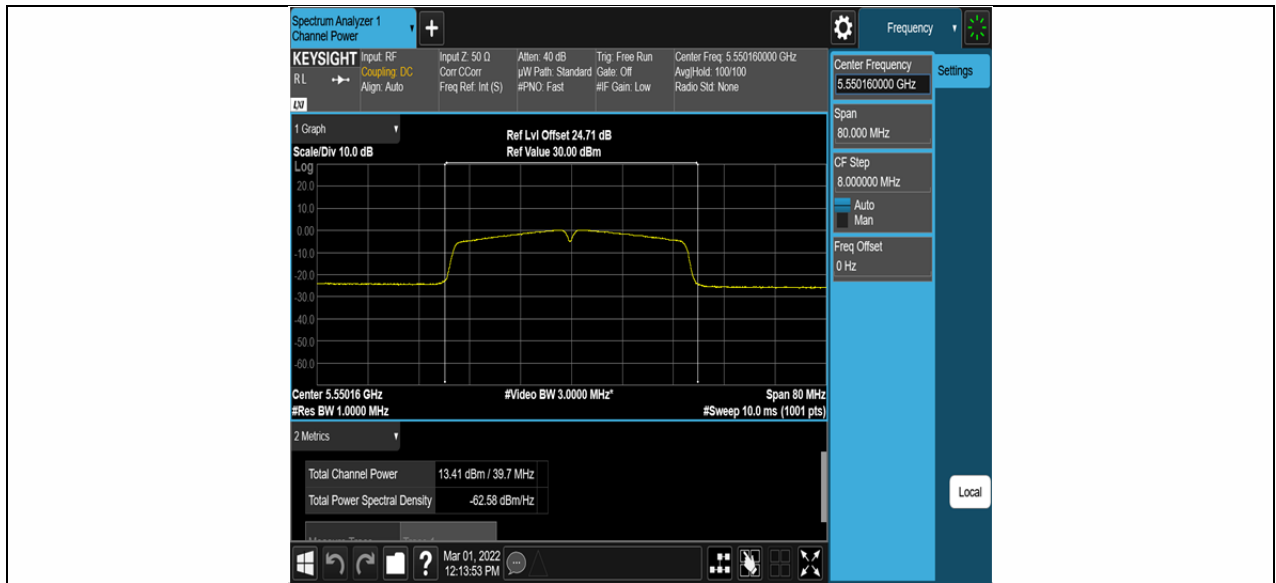 Spectrum Analyzer 1
Channel Power
+
Frequency
KEYSIGHT
RL
LXI
Input: RF
Coupling: DC
Align: Auto
Input Z: 50 Ω
Corr CCorr
Freq Ref: Int (S)
Atten: 40 dB
µW Path: Standard
#PNO: Fast
Trig: Free Run
Gate: Off
#IF Gain: Low
Center Freq: 5.550160000 GHz
Avg|Hold: 100/100
Radio Std: None
Center Frequency
5.550160000 GHz
Settings
Span
80.000 MHz
CF Step
8.000000 MHz
Auto
Man
Freq Offset
0 Hz
Local
1 Graph
Scale/Div 10.0 dB
Ref Lvl Offset 24.71 dB
Ref Value 30.00 dBm
Log
20.0
10.0
0.00
-10.0
-20.0
-30.0
-40.0
-50.0
-60.0
Center 5.55016 GHz
#Video BW 3.0000 MHz*
Span 80 MHz
#Res BW 1.0000 MHz
#Sweep 10.0 ms (1001 pts)
2 Metrics
Total Channel Power 13.41 dBm / 39.7 MHz
Total Power Spectral Density -62.58 dBm/Hz
?
Mar 01, 2022
12:13:53 PM